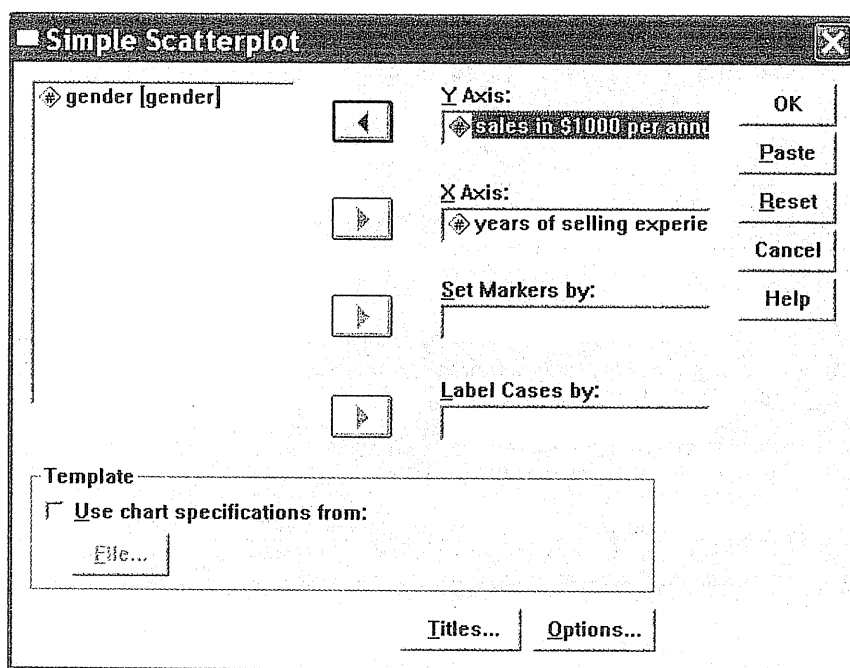 Simple Scatterplot
gender [gender]
Y Axis:
sales in $1000 per annu
X Axis:
years of selling experie
Set Markers by:
Label Cases by:
OK
Paste
Reset
Cancel
Help
Template
Use chart specifications from:
File...
Titles...
Options...